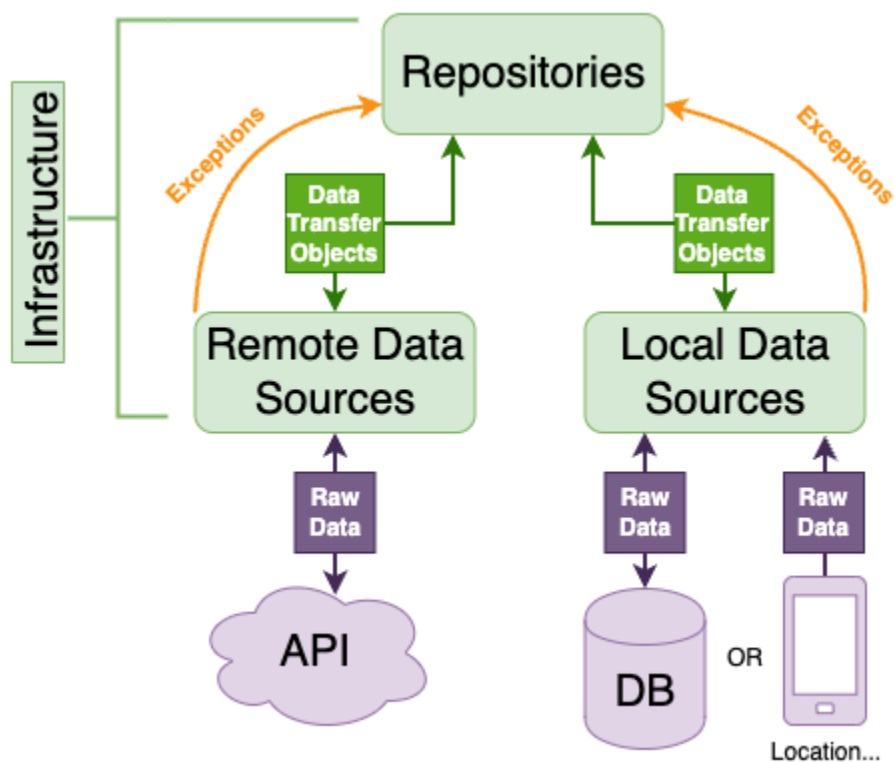 Repositories
Infrastructure
Exceptions
Exceptions
Data
Transfer
Objects
Data
Transfer
Objects
Remote Data
Sources
Local Data
Sources
Raw
Data
Raw
Data
Raw
Data
API
DB
OR
Location...